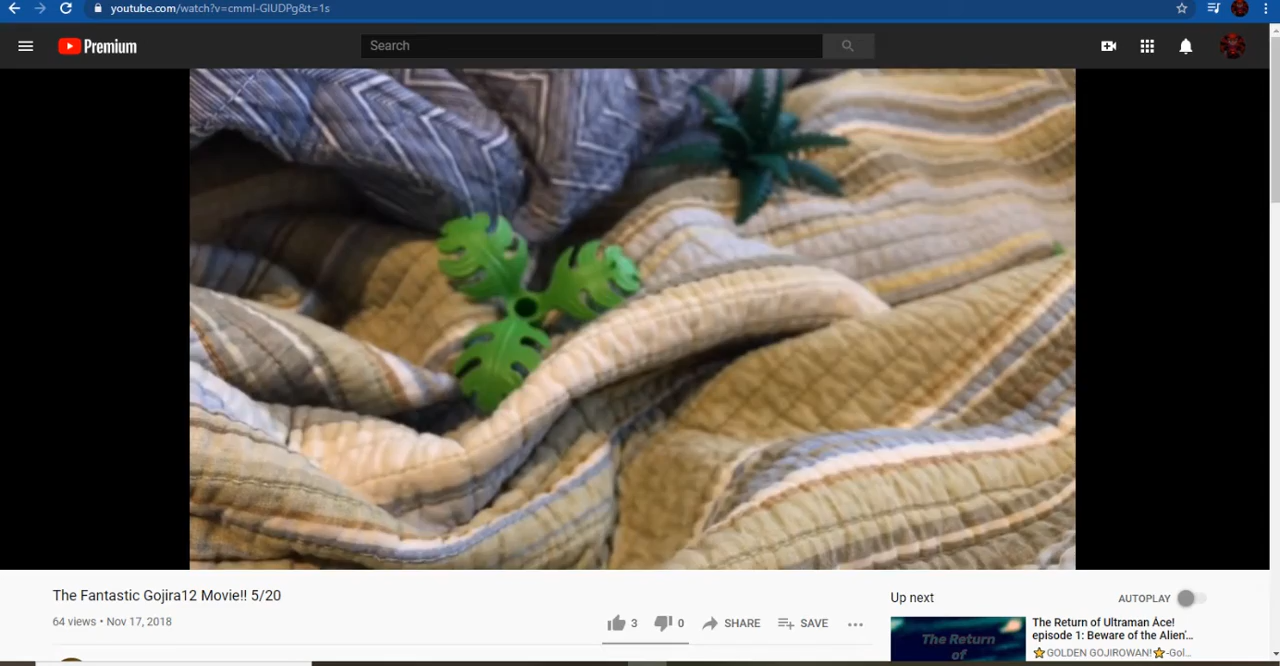 youtube.com/watch?v=cmml-GIUDPg&t=1s
Premium
Search
The Fantastic Gojira12 Movie!! 5/20
64 views • Nov 17, 2018
3
0
SHARE
SAVE
Up next
AUTOPLAY
The Return of
The Return of Ultraman Ace!
episode 1: Beware of the Alien'...
⭐GOLDEN GOJIROWAN!⭐-Gol...